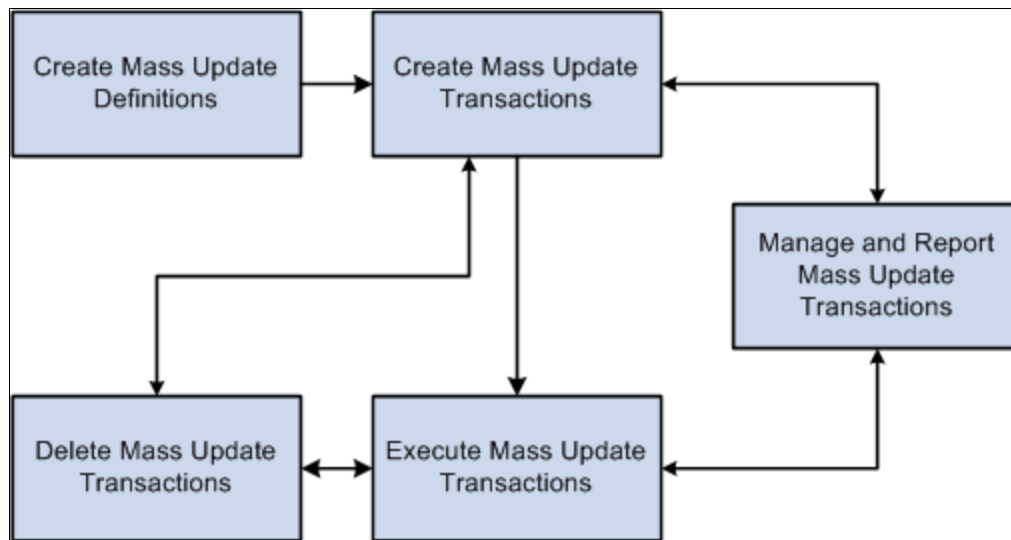 Create Mass Update
Definitions
Create Mass Update
Transactions
Manage and Report
Mass Update
Transactions
Delete Mass Update
Transactions
Execute Mass Update
Transactions